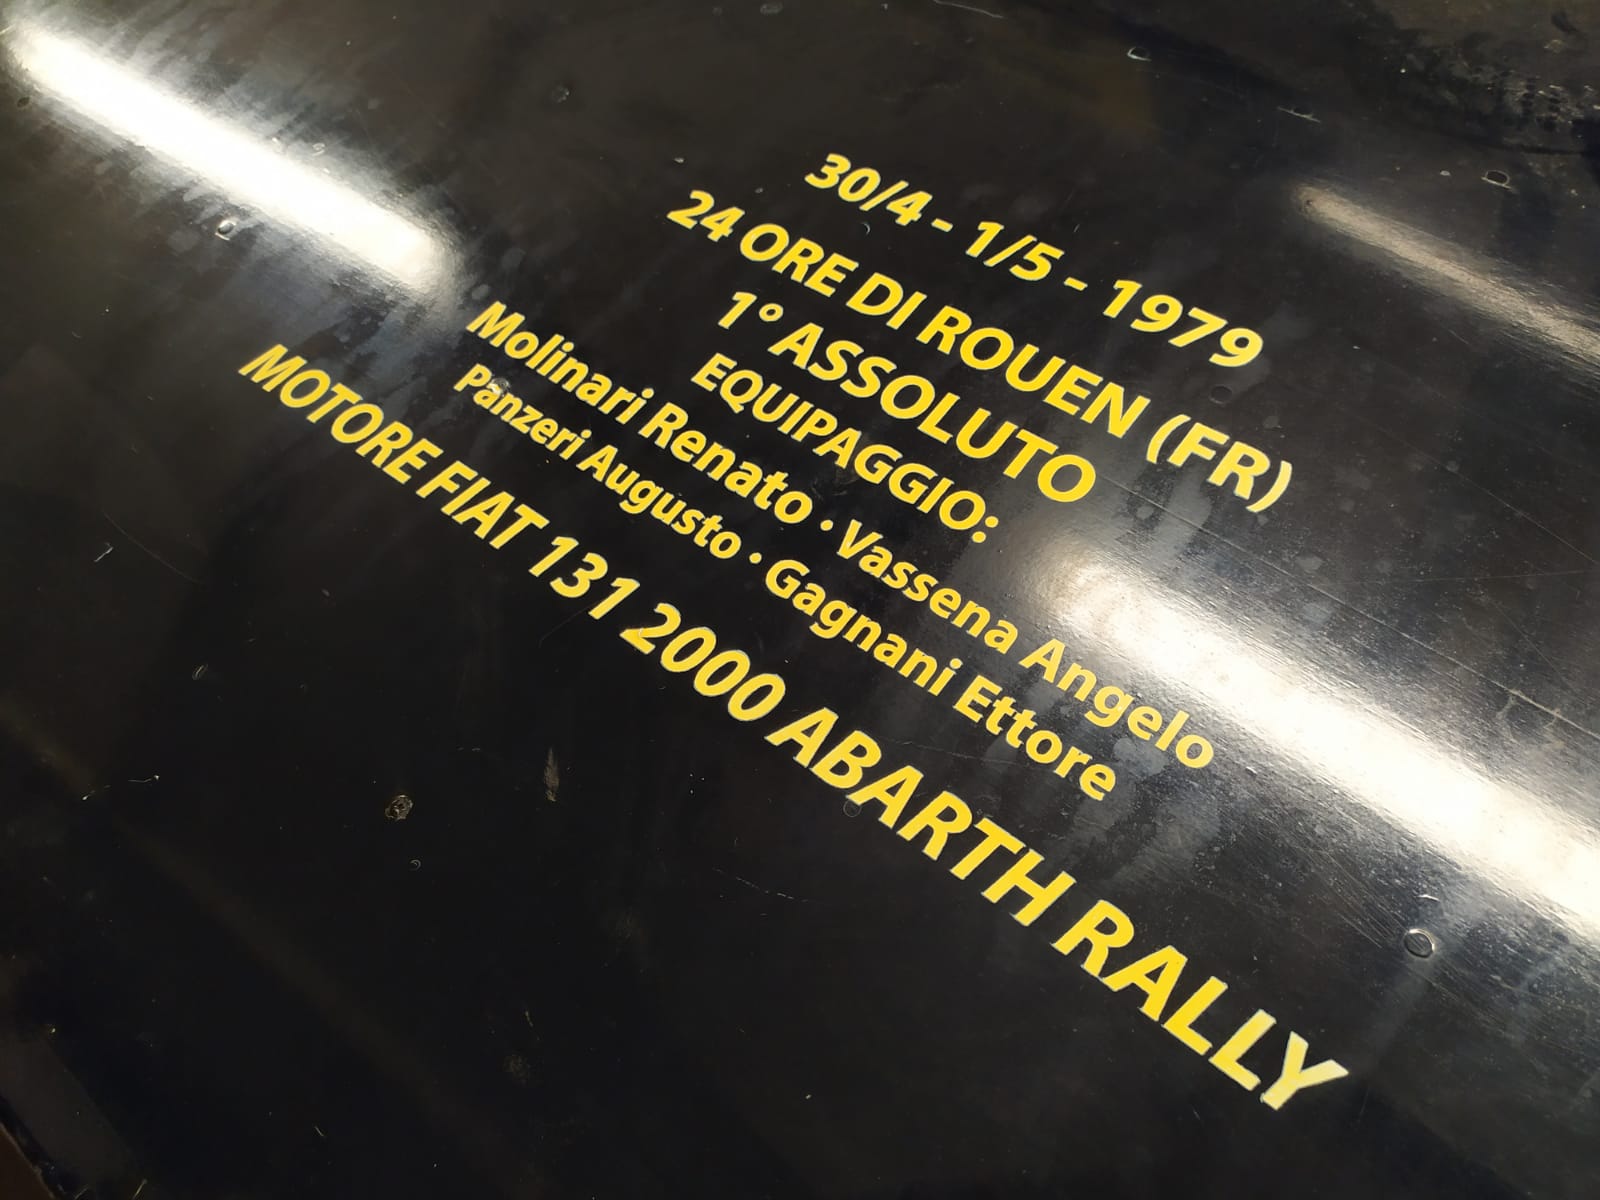 30/4 - 1/5 - 1979
24 ORE DI ROUEN (FR)
1° ASSOLUTO
EQUIPAGGIO:
Molinari Renato • Vassena Angelo
Panzeri Augusto • Gagnani Ettore
MOTORE FIAT 131 2000 ABARTH RALLY